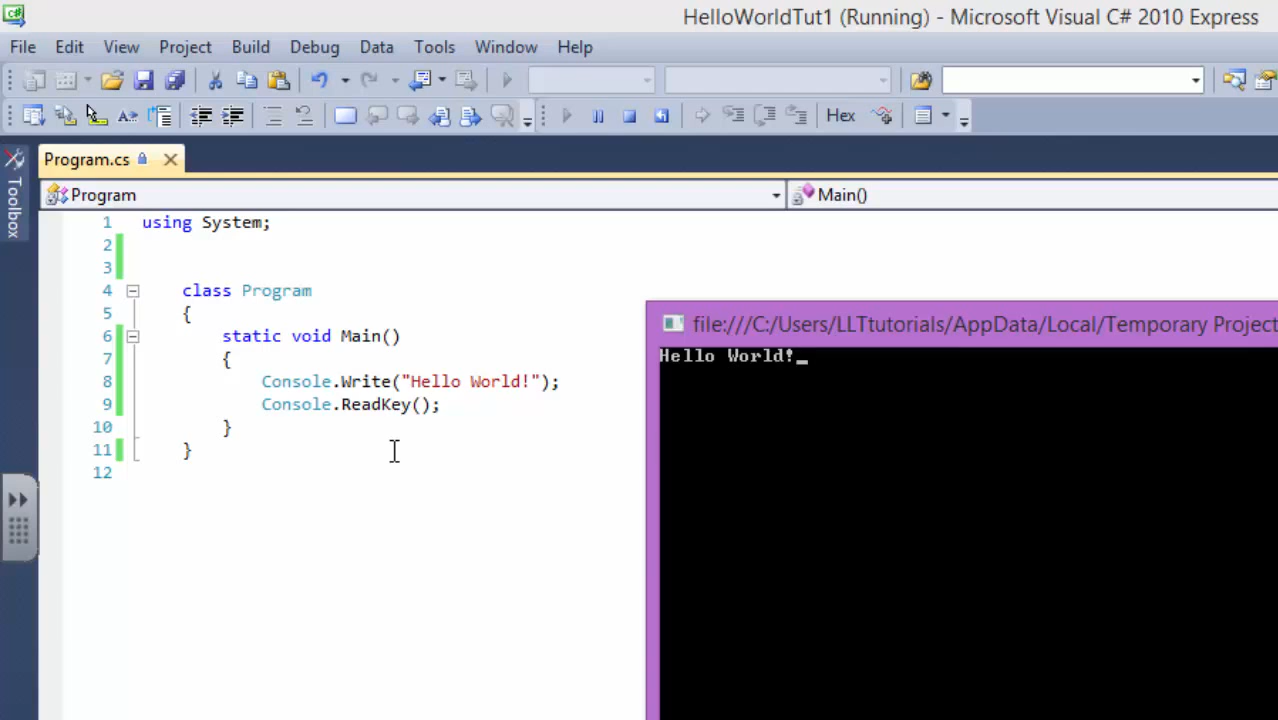 C#
HelloWorldTut1 (Running) - Microsoft Visual C# 2010 Express
File Edit View Project Build Debug Data Tools Window Help
Hex
Toolbox
Program.cs
Program
Main()
1 using System;
2
3
4 class Program
5 {
6 static void Main()
7 {
8 Console.Write("Hello World!");
9 Console.ReadKey();
10 }
11 }
12
file:///C:/Users/LLTtutorials/AppData/Local/Temporary Project
Hello World!_